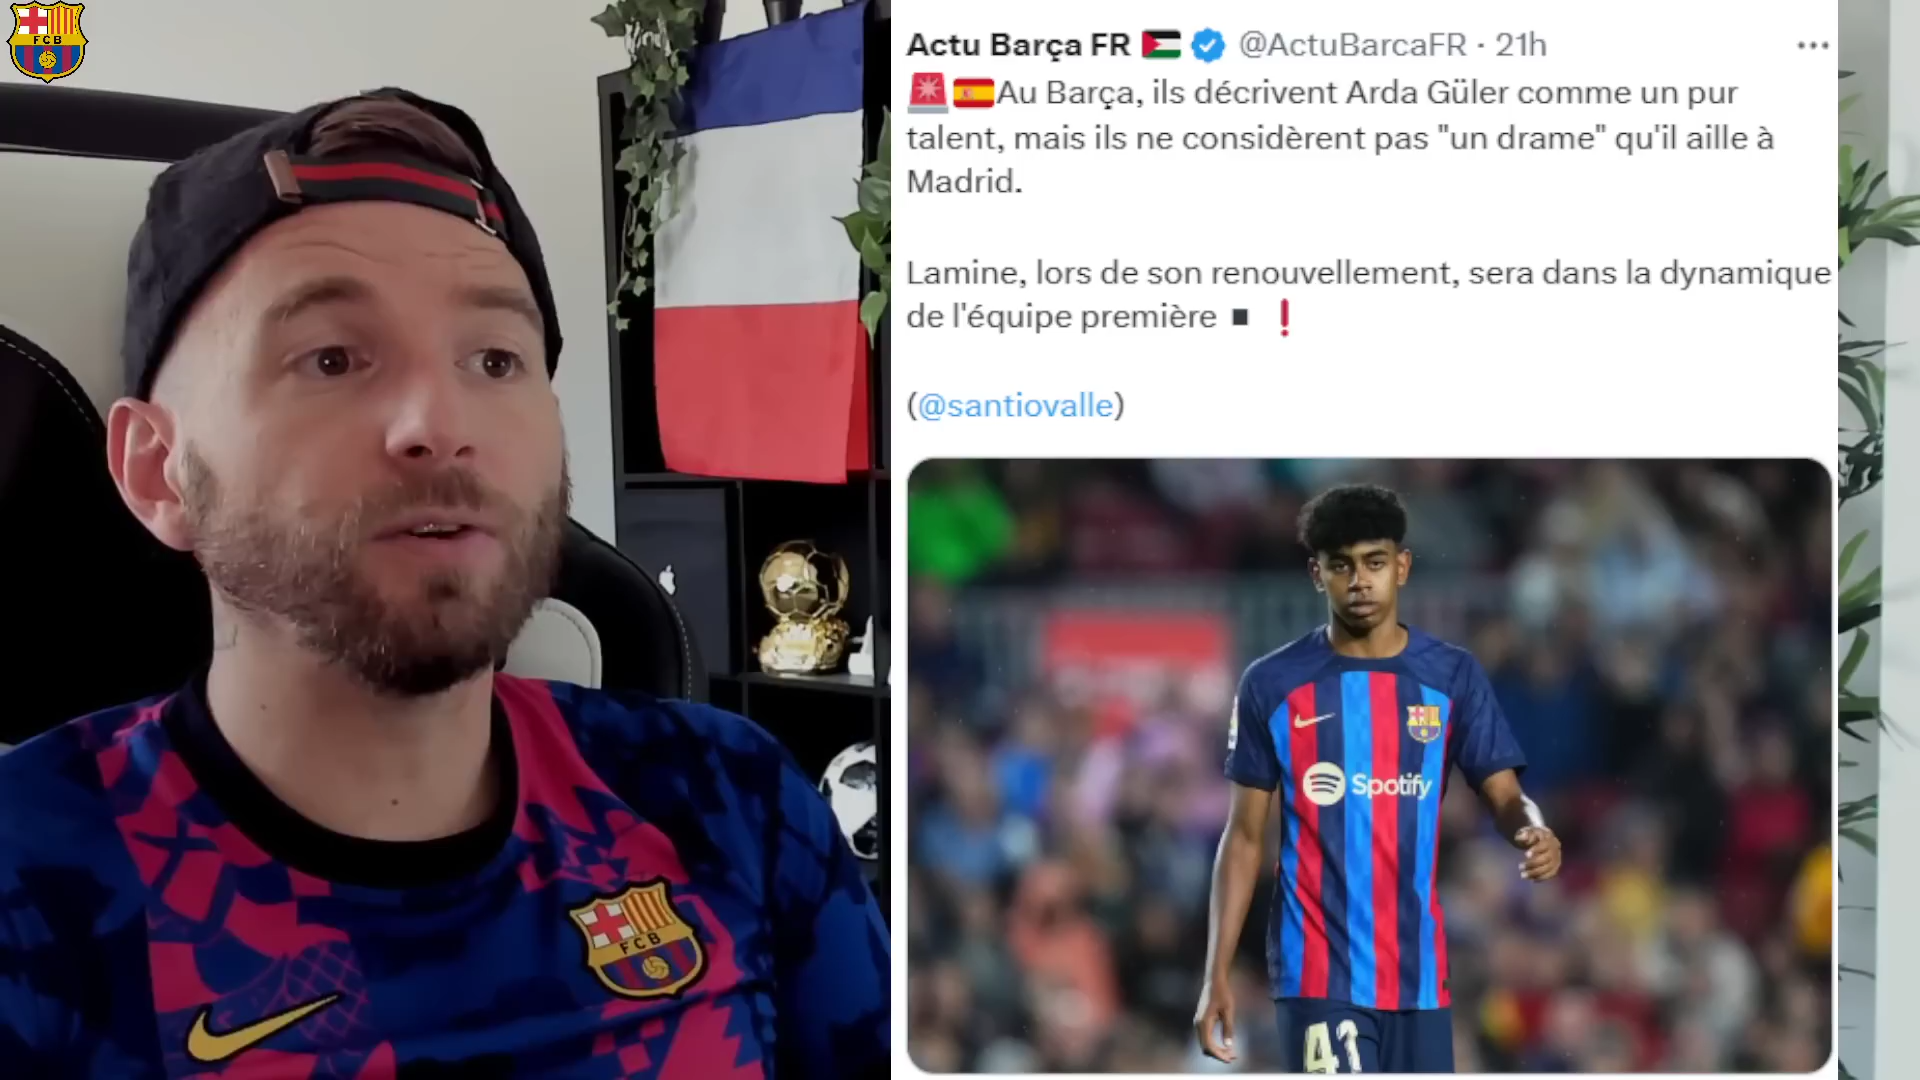 FCB
Actu Barça FR @ActuBarcaFR · 21h
Au Barça, ils décrivent Arda Güler comme un pur
talent, mais ils ne considèrent pas "un drame" qu'il aille à
Madrid.
Lamine, lors de son renouvellement, sera dans la dynamique
de l'équipe première ▪ ❗
(@santiovalle)
FCB
Spotify
41